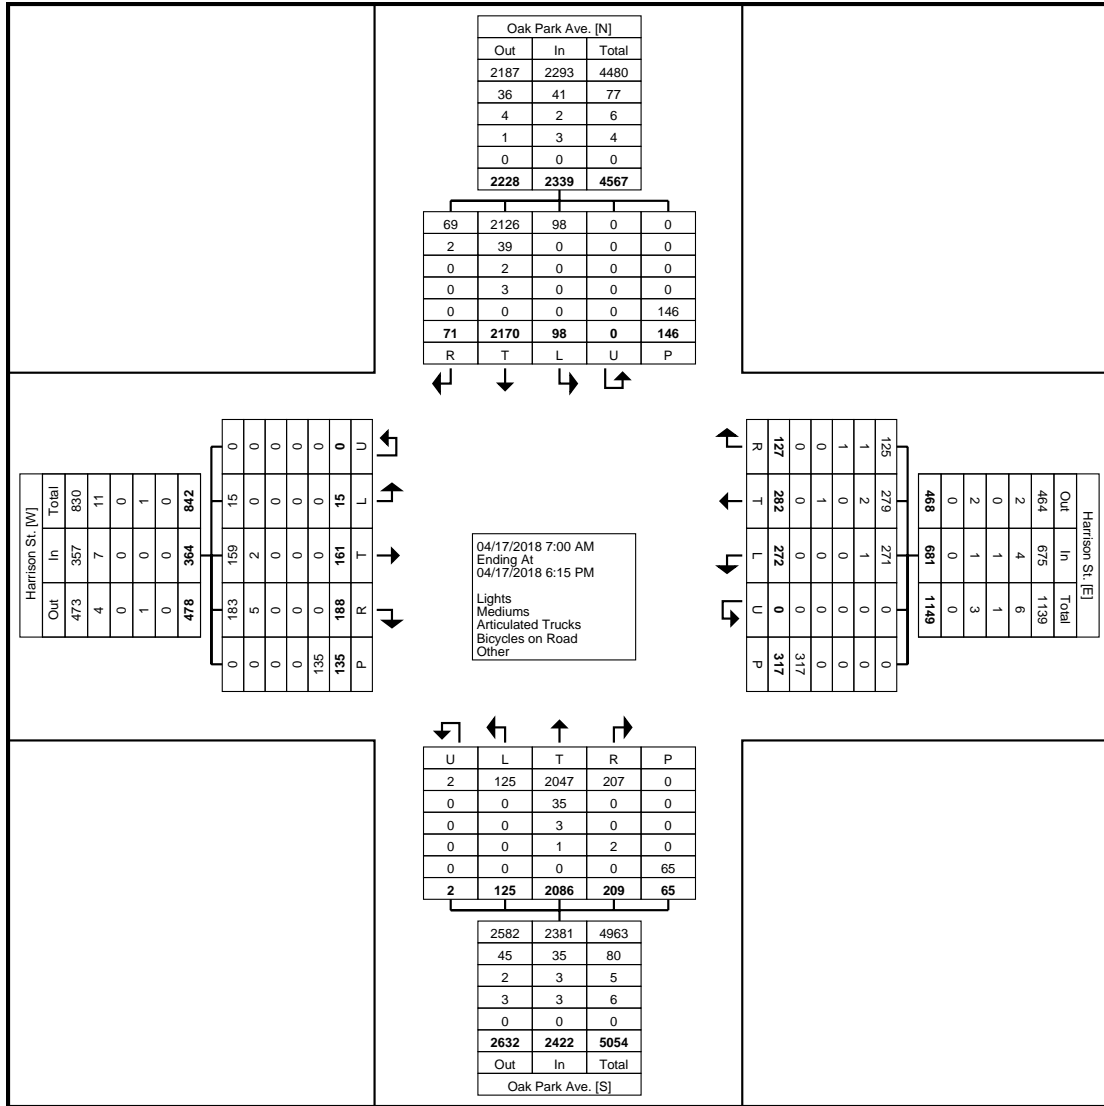 Oak Park Ave. [N]
Out In Total
2187 2293 4480
36 41 77
4 2 6
1 3 4
0 0 0
2228 2339 4567
69 2126 98 0 0
2 39 0 0 0
0 2 0 0 0
0 3 0 0 0
0 0 0 0 146
71 2170 98 0 146
R T L U P
Harrison St. [W]
Out In Total
473 357 830
4 7 11
0 0 0
1 0 1
0 0 0
478 364 842
0 183 159 15 0
0 5 2 0 0
0 0 0 0 0
0 0 0 0 0
135 0 0 0 0
135 188 161 15 0
P R T L U
04/17/2018 7:00 AM
Ending At
04/17/2018 6:15 PM
Lights
Mediums
Articulated Trucks
Bicycles on Road
Other
Harrison St. [E]
Out In Total
464 675 1139
2 4 6
0 1 1
2 1 3
0 0 0
468 681 1149
125 279 271 0 0
1 2 1 0 0
1 0 0 0 0
0 1 0 0 0
0 0 0 0 317
127 282 272 0 317
R T L U P
U L T R P
2 125 2047 207 0
0 0 35 0 0
0 0 3 0 0
0 0 1 2 0
0 0 0 0 65
2 125 2086 209 65
2582 2381 4963
45 35 80
2 3 5
3 3 6
0 0 0
2632 2422 5054
Out In Total
Oak Park Ave. [S]